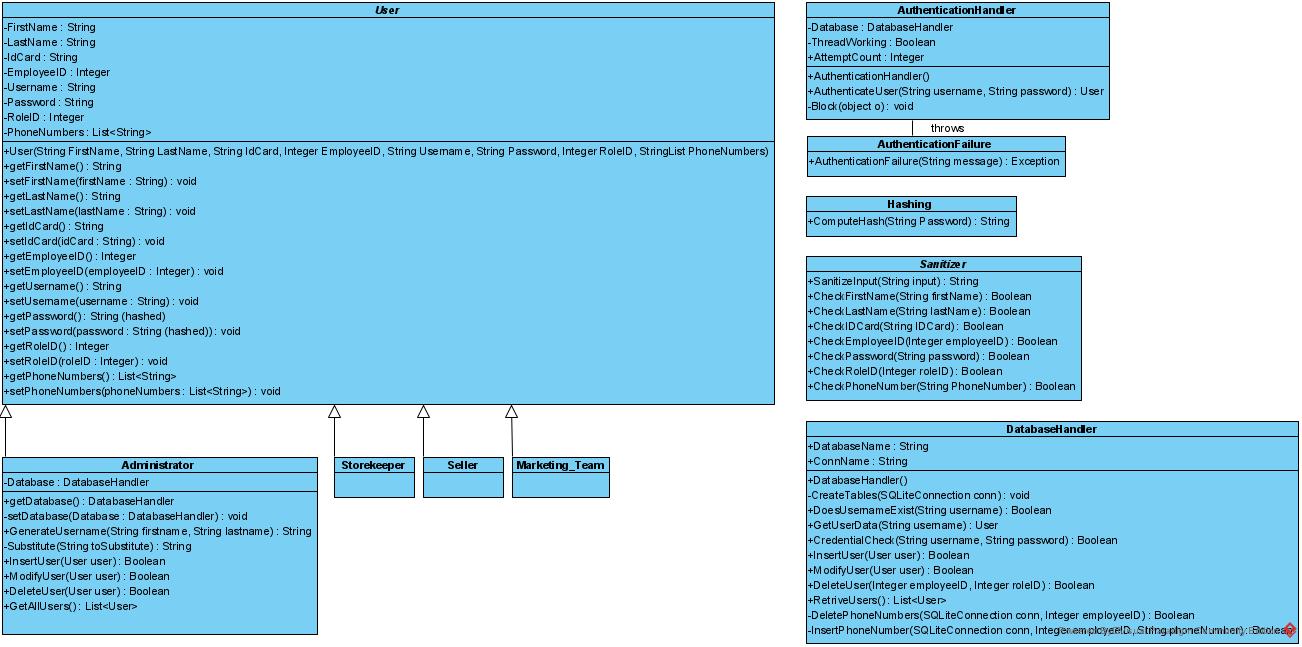 User
-FirstName : String
-LastName : String
-IdCard : String
-EmployeeID : Integer
-Username : String
-Password : String
-RoleID : Integer
-PhoneNumbers : List<String>
+User(String FirstName, String LastName, String IdCard, Integer EmployeeID, String Username, String Password, Integer RoleID, StringList PhoneNumbers)
+getFirstName() : String
+setFirstName(firstName : String) : void
+getLastName() : String
+setLastName(lastName : String) : void
+getIdCard() : String
+setIdCard(idCard : String) : void
+getEmployeeID() : Integer
+setEmployeeID(employeeID : Integer) : void
+getUsername() : String
+setUsername(username : String) : void
+getPassword() : String (hashed)
+setPassword(password : String (hashed)) : void
+getRoleID() : Integer
+setRoleID(roleID : Integer) : void
+getPhoneNumbers() : List<String>
+setPhoneNumbers(phoneNumbers : List<String>) : void
Administrator
-Database : DatabaseHandler
+getDatabase() : DatabaseHandler
-setDatabase(Database : DatabaseHandler) : void
+GenerateUsername(String firstname, String lastname) : String
-Substitute(String toSubstitute) : String
+InsertUser(User user) : Boolean
+ModifyUser(User user) : Boolean
+DeleteUser(User user) : Boolean
+GetAllUsers() : List<User>
Storekeeper
Seller
Marketing_Team
AuthenticationHandler
-Database : DatabaseHandler
-ThreadWorking : Boolean
+AttemptCount : Integer
+AuthenticationHandler()
+AuthenticateUser(String username, String password) : User
-Block(object o) : void
throws
AuthenticationFailure
+AuthenticationFailure(String message) : Exception
Hashing
+ComputeHash(String Password) : String
Sanitizer
+SanitizeInput(String input) : String
+CheckFirstName(String firstName) : Boolean
+CheckLastName(String lastName) : Boolean
+CheckIDCard(String IDCard) : Boolean
+CheckEmployeeID(Integer employeeID) : Boolean
+CheckPassword(String password) : Boolean
+CheckRoleID(Integer roleID) : Boolean
+CheckPhoneNumber(String PhoneNumber) : Boolean
DatabaseHandler
+DatabaseName : String
+ConnName : String
+DatabaseHandler()
-CreateTables(SQLiteConnection conn) : void
+DoesUsernameExist(String username) : Boolean
+GetUserData(String username) : User
+CredentialCheck(String username, String password) : Boolean
+InsertUser(User user) : Boolean
+ModifyUser(User user) : Boolean
+DeleteUser(Integer employeeID, Integer roleID) : Boolean
+RetriveUsers() : List<User>
-DeletePhoneNumbers(SQLiteConnection conn, Integer employeeID) : Boolean
-InsertPhoneNumber(SQLiteConnection conn, Integer employeeID, String phoneNumber) : Boolean